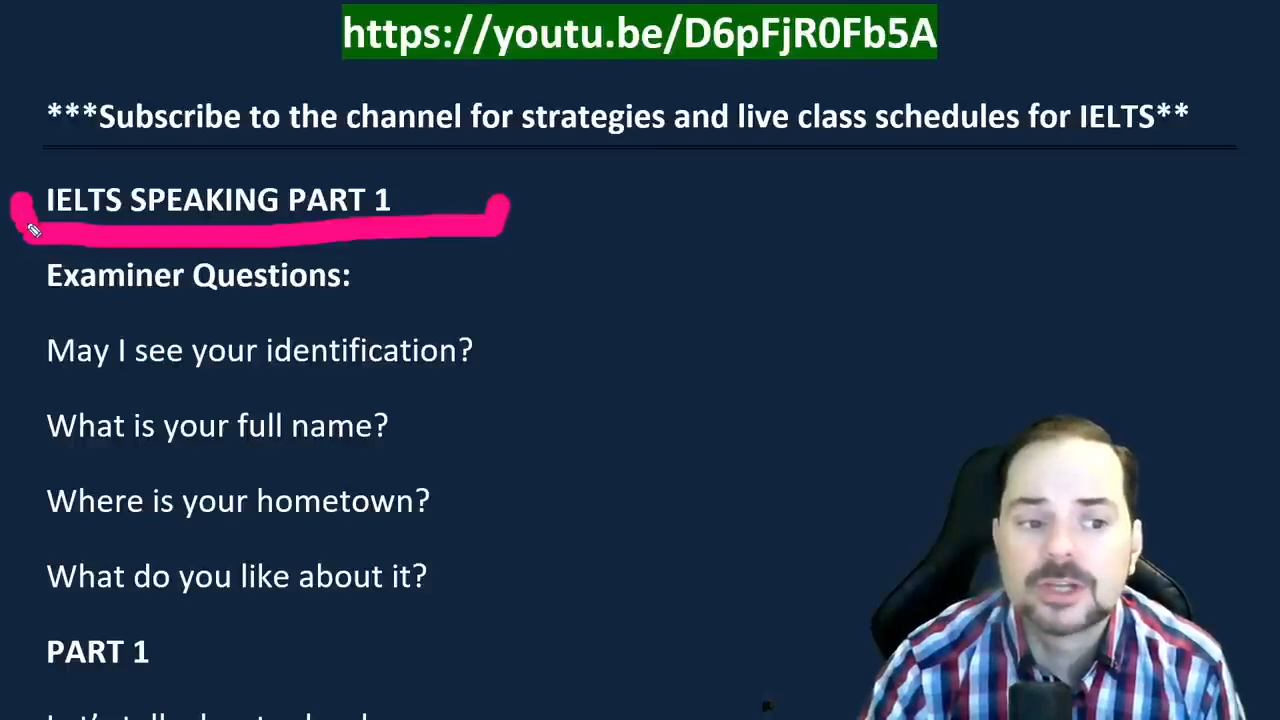 https://youtu.be/D6pFjR0Fb5A
***Subscribe to the channel for strategies and live class schedules for IELTS**
IELTS SPEAKING PART 1
Examiner Questions:
May I see your identification?
What is your full name?
Where is your hometown?
What do you like about it?
PART 1